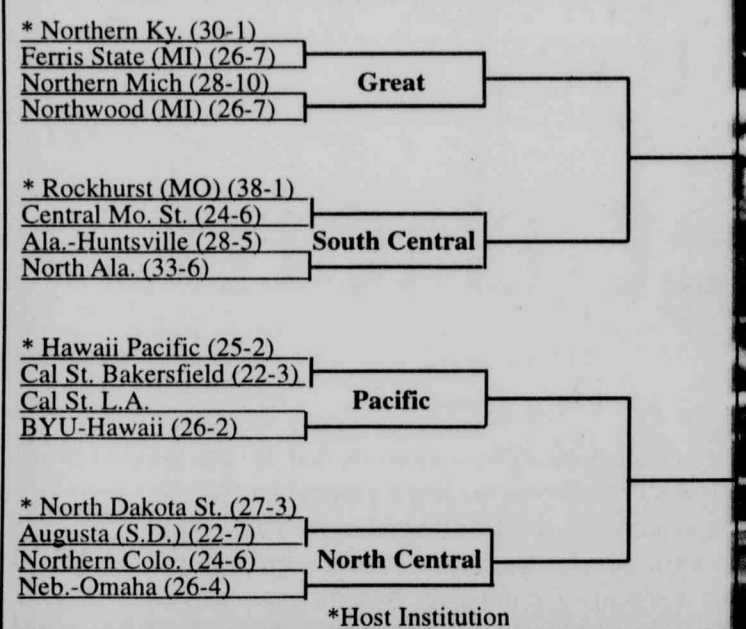 * Northern Ky. (30-1)
Ferris State (MI) (26-7)
Northern Mich (28-10)
Great
Northwood (MI) (26-7)
* Rockhurst (MO) (38-1)
Central Mo. St. (24-6)
Ala.-Huntsville (28-5)
South Central
North Ala. (33-6)
* Hawaii Pacific (25-2)
Cal St. Bakersfield (22-3)
Cal St. L.A.
Pacific
BYU-Hawaii (26-2)
* North Dakota St. (27-3)
Augusta (S.D.) (22-7)
Northern Colo. (24-6)
North Central
Neb.-Omaha (26-4)
*Host Institution